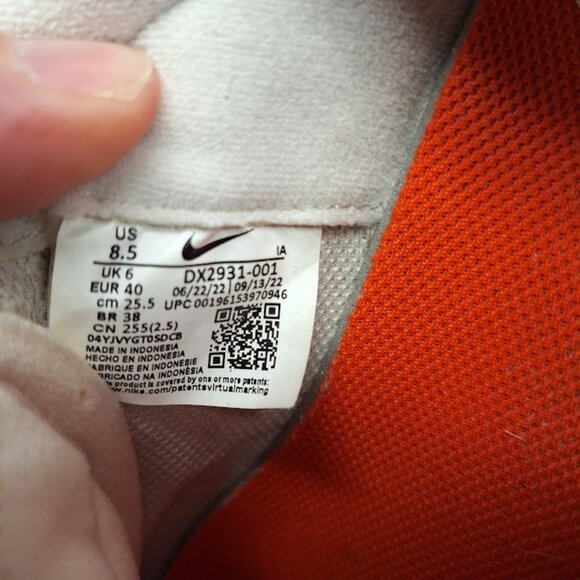 US
8.5
IA
UK 6
DX2931-001
EUR 40
06/22/22 09/13/22
cm 25.5
UPC 00196153970946
BR 38
CN 255(2.5)
04YJVYGT0SDCB
MADE IN INDONESIA
HECHO EN INDONESIA
FABRIQUE EN INDONESIE
FABRICADO NA INDONÉSIA
this product is covered by one or more patents:
www.nike.com/patentsvirtualmarking